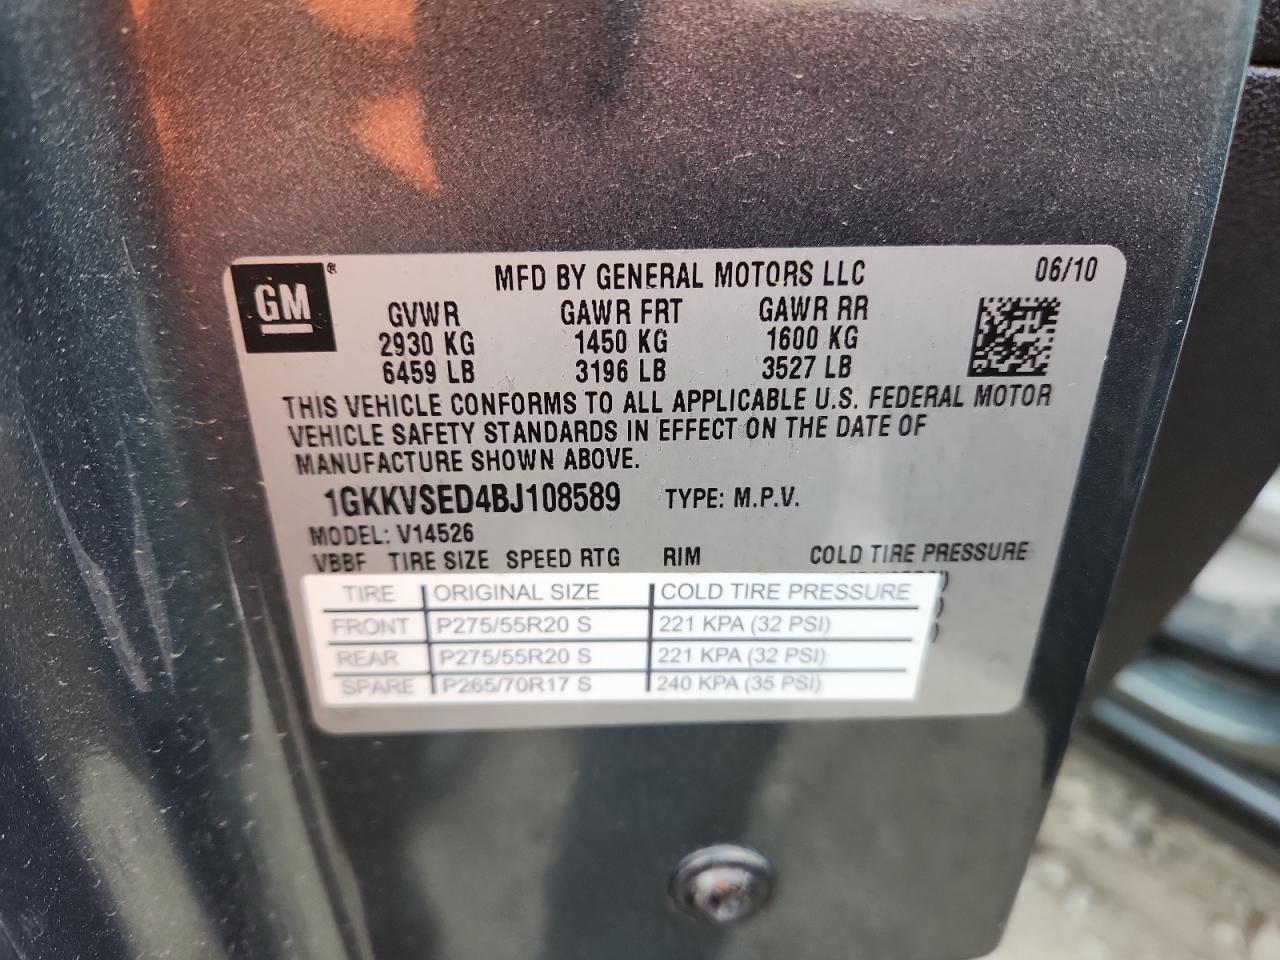 GM ®
MFD BY GENERAL MOTORS LLC 06/10
GVWR GAWR FRT GAWR RR
2930 KG 1450 KG 1600 KG
6459 LB 3196 LB 3527 LB
THIS VEHICLE CONFORMS TO ALL APPLICABLE U.S. FEDERAL MOTOR
VEHICLE SAFETY STANDARDS IN EFFECT ON THE DATE OF
MANUFACTURE SHOWN ABOVE.
1GKKVSED4BJ108589 TYPE: M.P.V.
MODEL: V14526
VBBF TIRE SIZE SPEED RTG RIM COLD TIRE PRESSURE
TIRE ORIGINAL SIZE COLD TIRE PRESSURE
FRONT P275/55R20 S 221 KPA (32 PSI)
REAR P275/55R20 S 221 KPA (32 PSI)
SPARE P265/70R17 S 240 KPA (35 PSI)